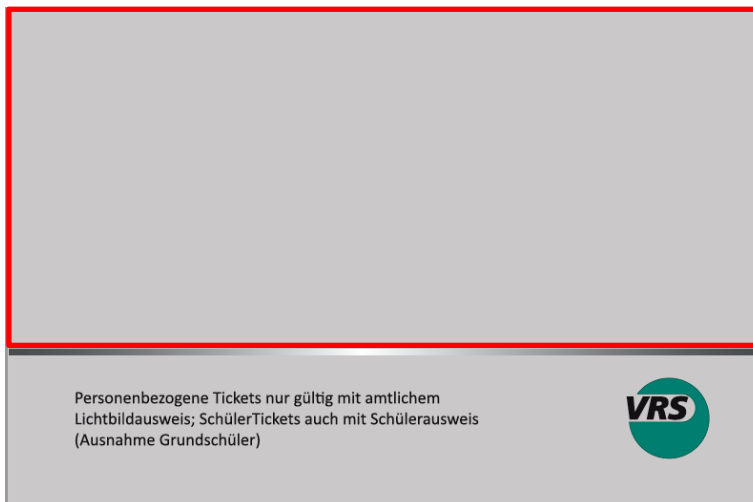 Personenbezogene Tickets nur gültig mit amtlichem
Lichtbildausweis; SchülerTickets auch mit Schülerausweis
(Ausnahme Grundschüler)
VRS